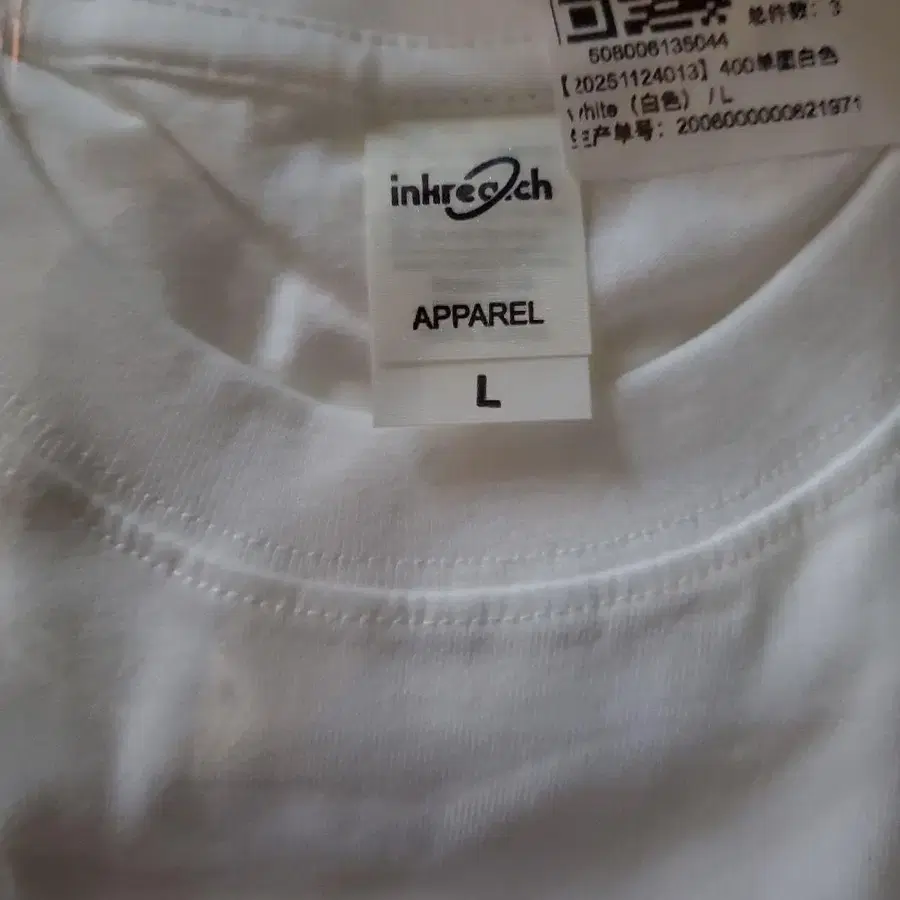 总件数: 3
508006135044
【20251124013】400单面白色
White (白色) / L
生产单号: 2006000000621971
inkreach
APPAREL
L